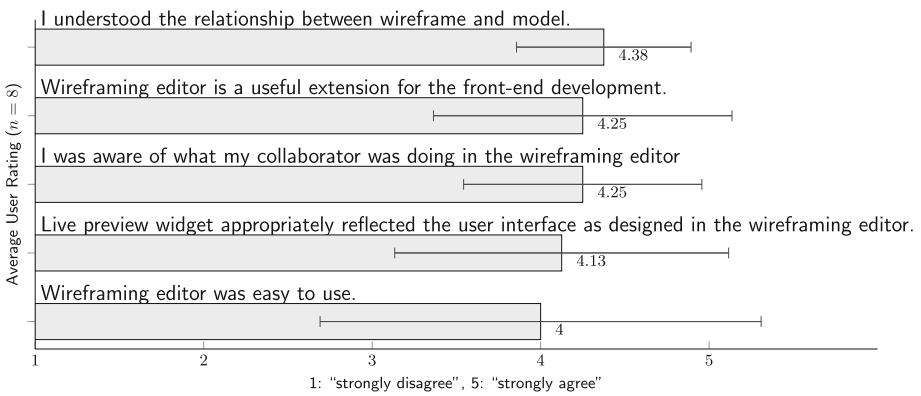 I understood the relationship between wireframe and model.
4.38
Wireframing editor is a useful extension for the front-end development.
4.25
I was aware of what my collaborator was doing in the wireframing editor
4.25
Live preview widget appropriately reflected the user interface as designed in the wireframing editor.
4.13
Wireframing editor was easy to use.
4
Average User Rating (n = 8)
1 2 3 4 5
1: “strongly disagree”, 5: “strongly agree”